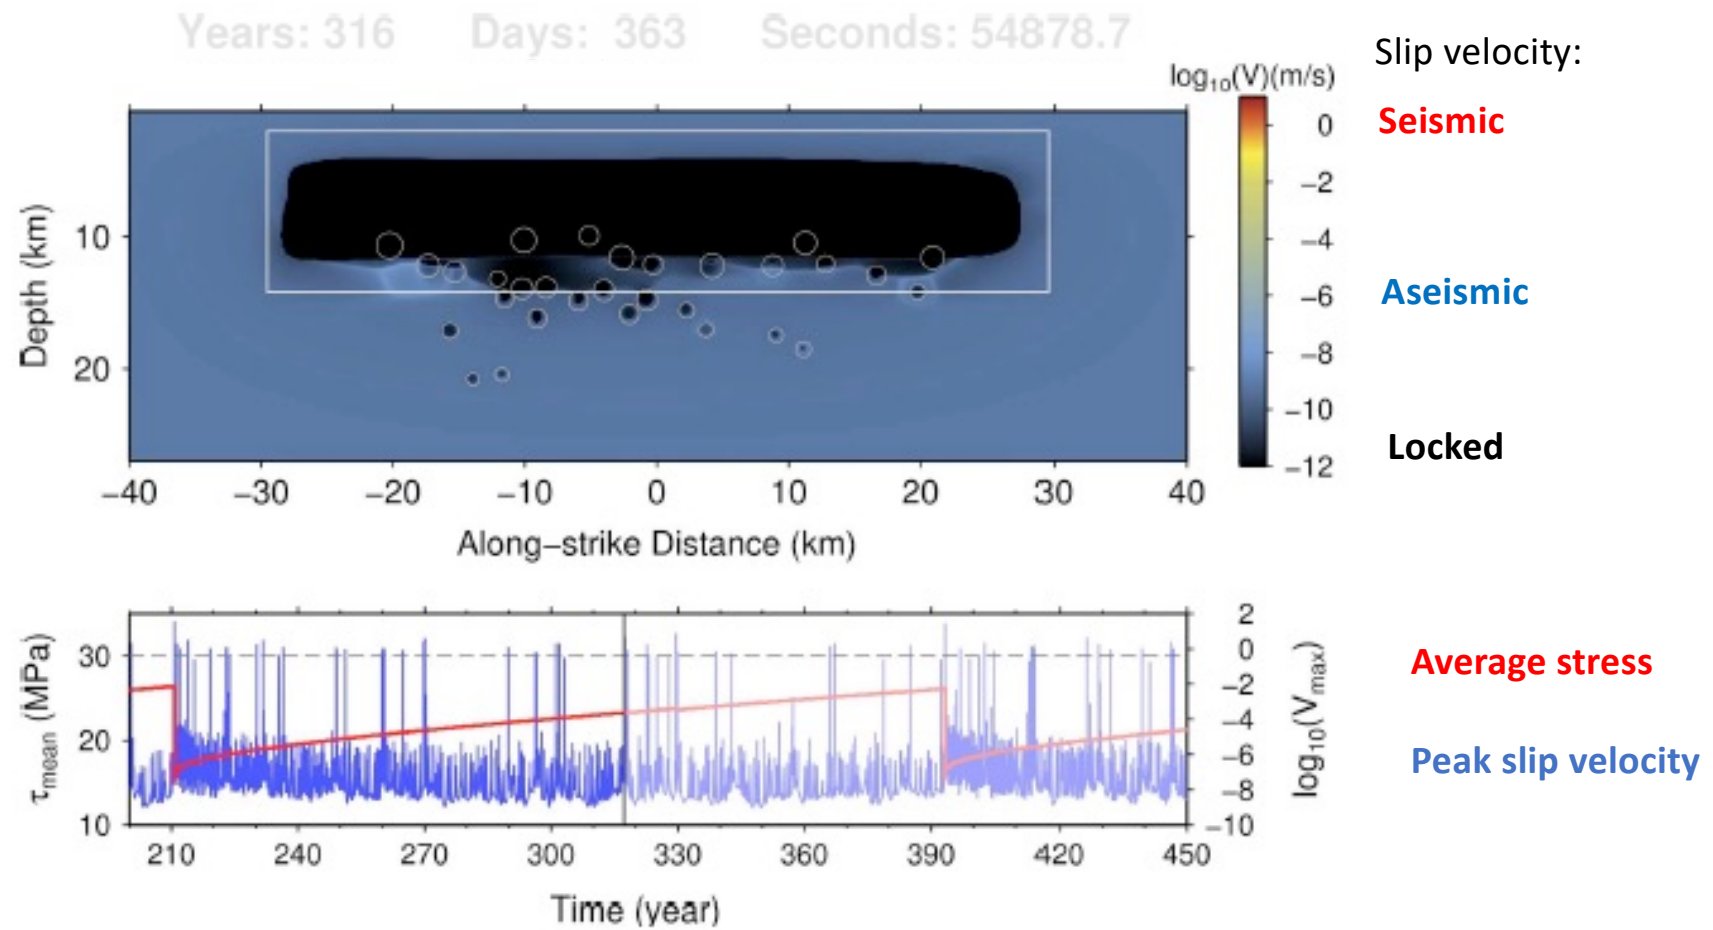 Years: 316 Days: 363 Seconds: 54878.7
Slip velocity:
log10(V)(m/s)
Seismic
Aseismic
Locked
0
−2
−4
−6
−8
−10
−12
Depth (km)
10
20
−40 −30 −20 −10 0 10 20 30 40
Along−strike Distance (km)
τmean (MPa)
30
20
10
2
0
−2
−4
−6
−8
−10
log10(Vmax)
Average stress
Peak slip velocity
210 240 270 300 330 360 390 420 450
Time (year)